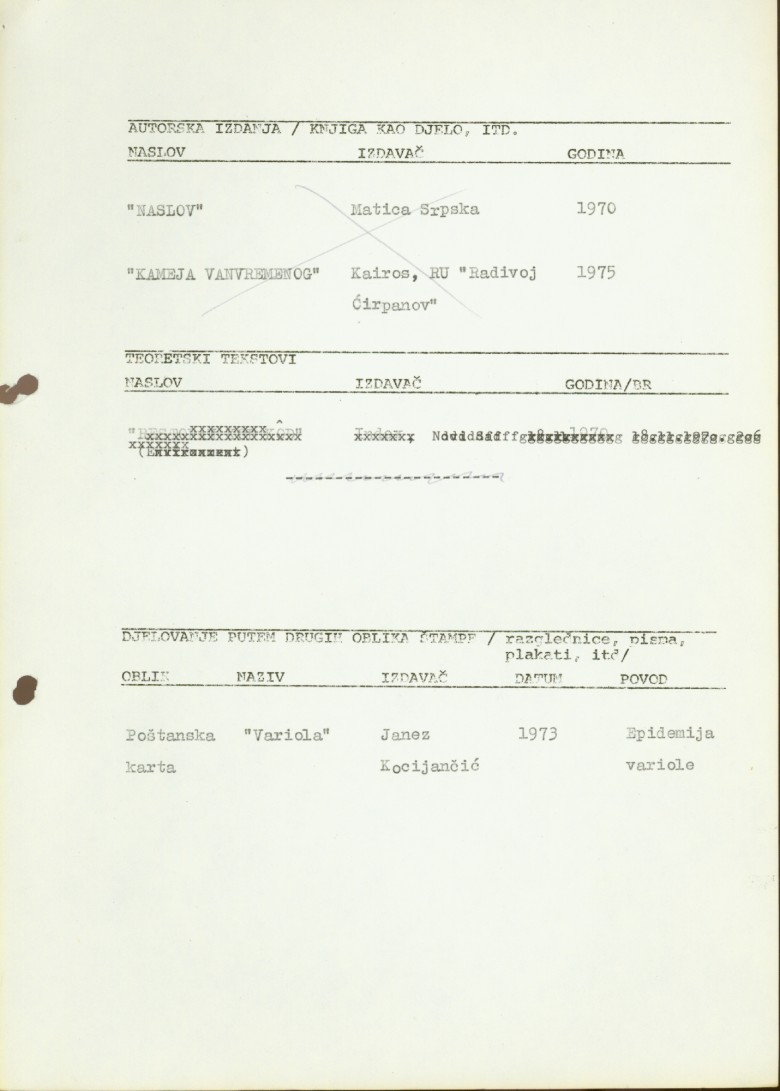 AUTORSKA IZDANJA / KNJIGA KAO DJELO, ITD.
NASLOV IZDAVAČ GODINA
"NASLOV" Matica Srpska 1970
"KAMEJA VANVREMENOG" Kairos, RU "Radivoj 1975
Ćirpanov"
TEORETSKI TEKSTOVI
NASLOV IZDAVAČ GODINA/BR
DJELOVANJE PUTEM DRUGIH OBLIKA ŠTAMPE / razglednice, pisma,
plakati, itd/
OBLIK NAZIV IZDAVAČ DATUM POVOD
Poštanska "Variola" Janez 1973 Epidemija
karta Kocijančić variole